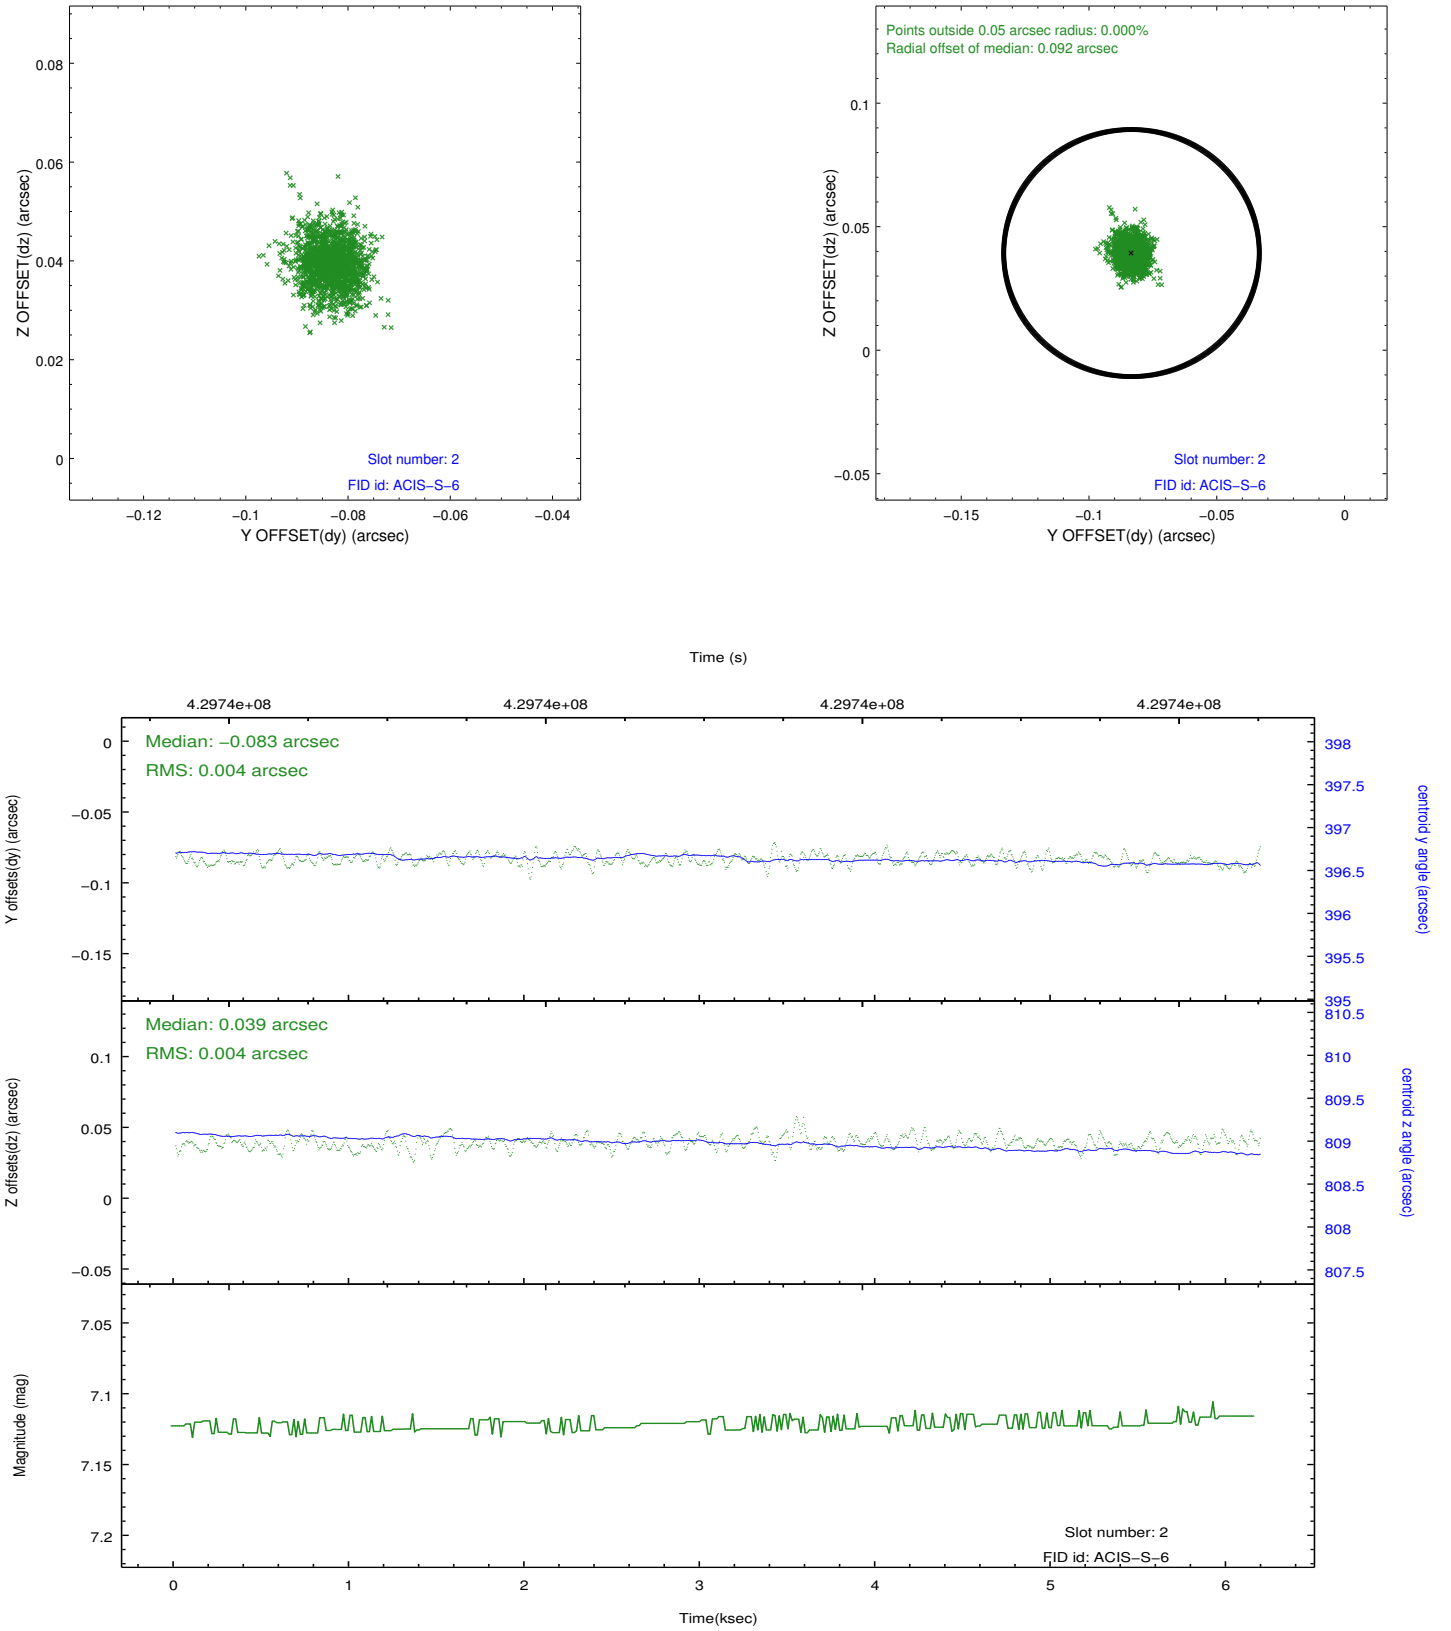 0.08
0.06
0.04
0.02
0
Z OFFSET(dz) (arcsec)
Slot number: 2
FID id: ACIS−S−6
−0.12
−0.1
−0.08
−0.06
−0.04
Y OFFSET(dy) (arcsec)
Points outside 0.05 arcsec radius: 0.000%
Radial offset of median: 0.092 arcsec
0.1
0.05
0
−0.05
Z OFFSET(dz) (arcsec)
Slot number: 2
FID id: ACIS−S−6
−0.15
−0.1
−0.05
0
Y OFFSET(dy) (arcsec)
Time (s)
4.2974e+08
4.2974e+08
4.2974e+08
4.2974e+08
Median: −0.083 arcsec
RMS: 0.004 arcsec
0
−0.05
−0.1
−0.15
Y offsets(dy) (arcsec)
398
397.5
397
396.5
396
395.5
395
centroid y angle (arcsec)
Median: 0.039 arcsec
RMS: 0.004 arcsec
0.1
0.05
0
−0.05
Z offsets(dz) (arcsec)
810.5
810
809.5
809
808.5
808
807.5
centroid z angle (arcsec)
7.05
7.1
7.15
7.2
Magnitude (mag)
Slot number: 2
FID id: ACIS−S−6
0
1
2
3
4
5
6
Time(ksec)